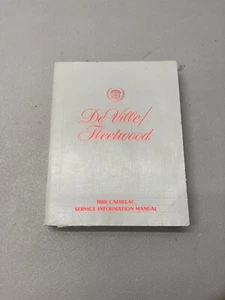 De Ville/
Fleetwood
1988 CADILLAC
SERVICE INFORMATION MANUAL